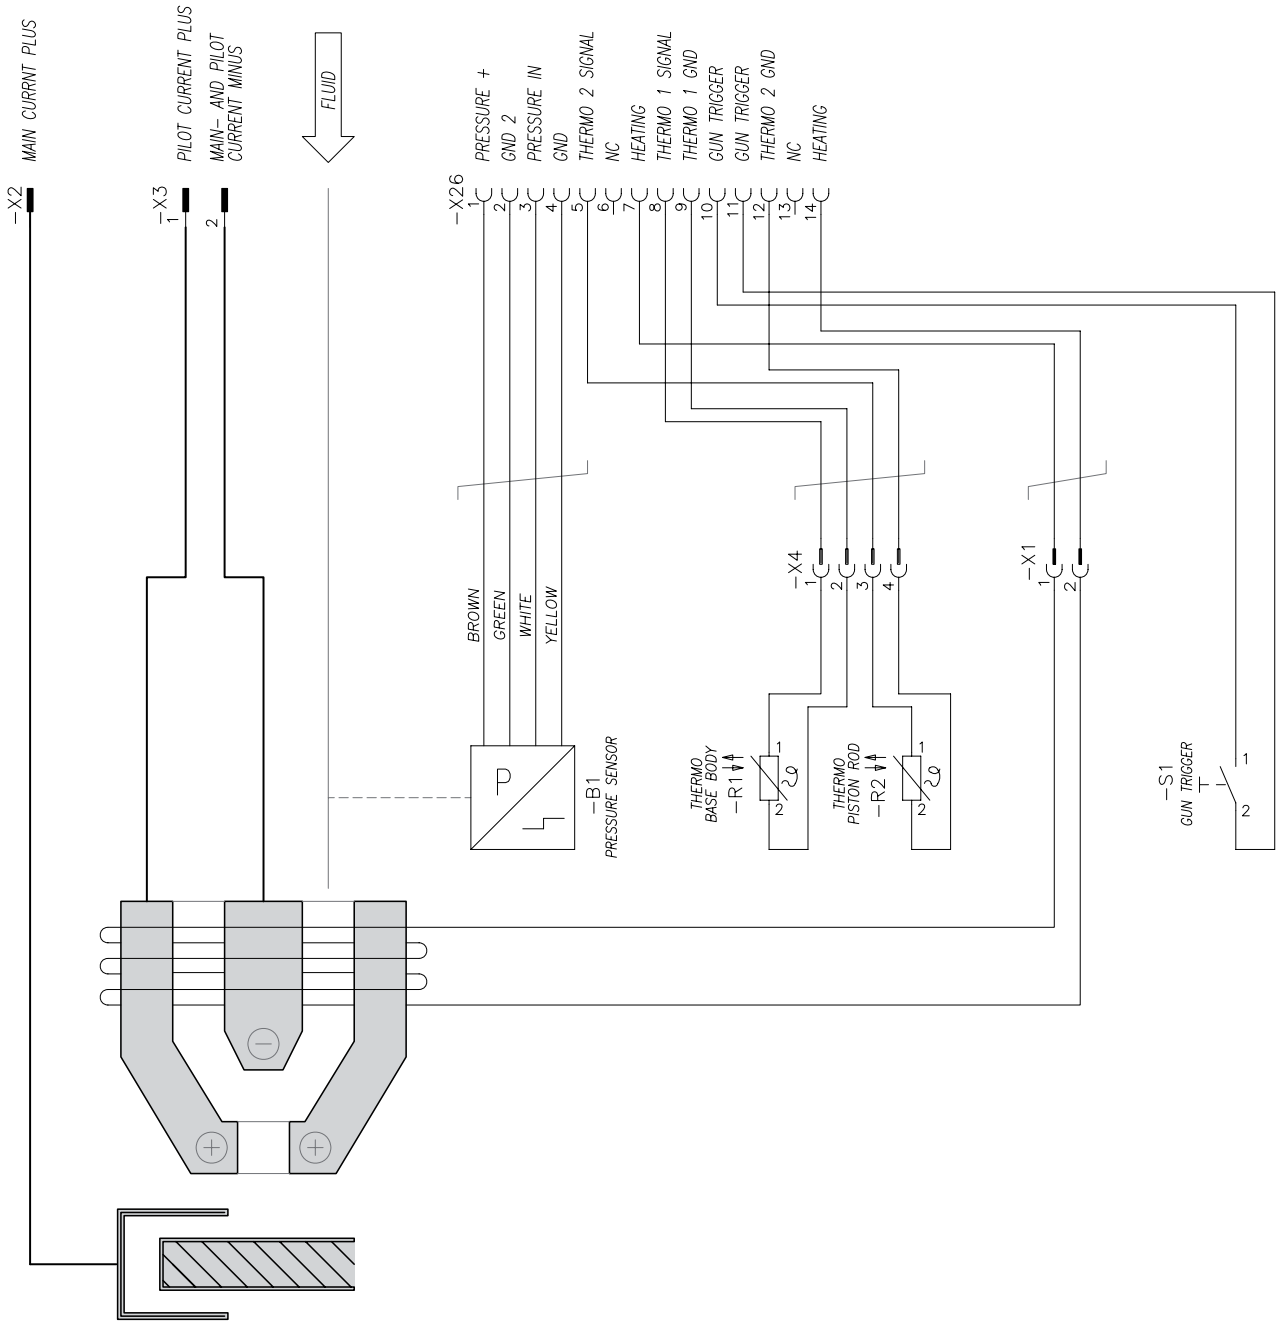 -X2
MAIN CURRNT PLUS
-X3
1
PILOT CURRENT PLUS
2
MAIN- AND PILOT
CURRENT MINUS
FLUID
-X26
1
PRESSURE +
2
GND 2
3
PRESSURE IN
4
GND
5
THERMO 2 SIGNAL
6
NC
7
HEATING
8
THERMO 1 SIGNAL
9
THERMO 1 GND
10
GUN TRIGGER
11
GUN TRIGGER
12
THERMO 2 GND
13
NC
14
HEATING
BROWN
GREEN
WHITE
YELLOW
P
-B1
PRESSURE SENSOR
-X4
1
2
3
4
-X1
1
2
THERMO
BASE BODY
-R1
1
2
THERMO
PISTON ROD
-R2
1
2
-S1
GUN TRIGGER
1
2
−
+
+